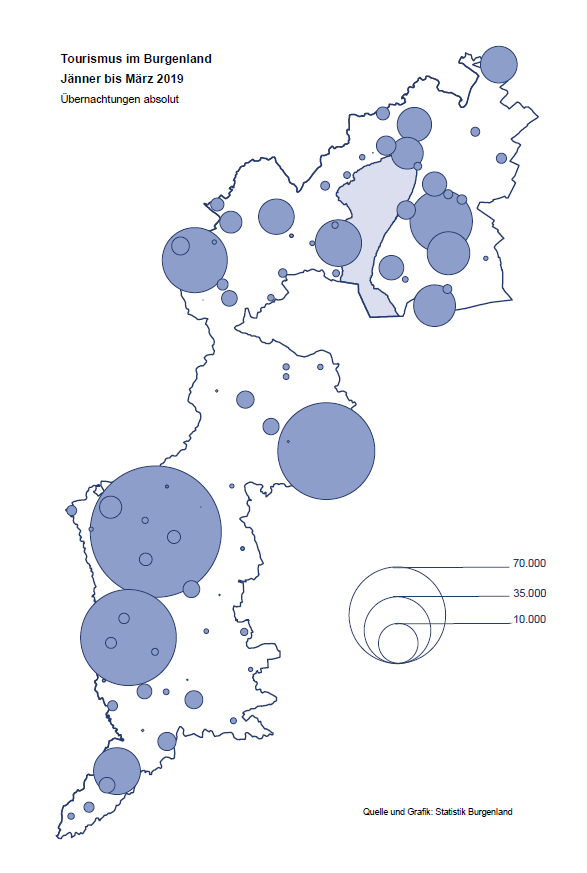 Tourismus im Burgenland
Jänner bis März 2019
Übernachtungen absolut
70.000
35.000
10.000
Quelle und Grafik: Statistik Burgenland